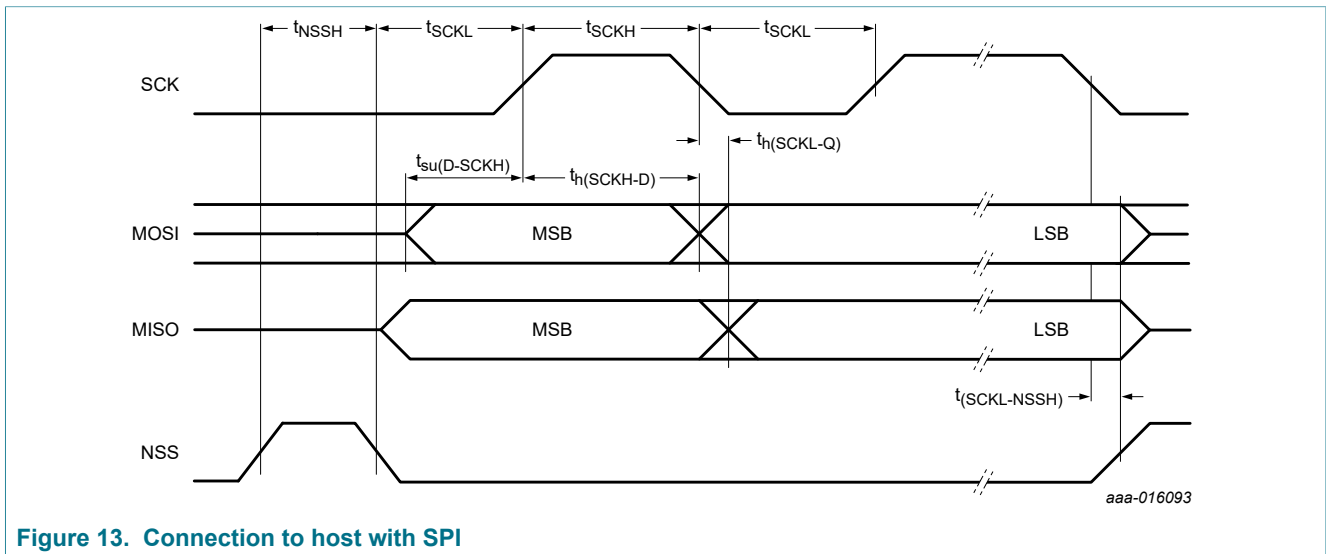 tNSSH tSCKL tSCKH tSCKL
SCK
th(SCKL-Q)
tsu(D-SCKH) th(SCKH-D)
MOSI MSB LSB
MISO MSB LSB
t(SCKL-NSSH)
NSS
aaa-016093
Figure 13. Connection to host with SPI